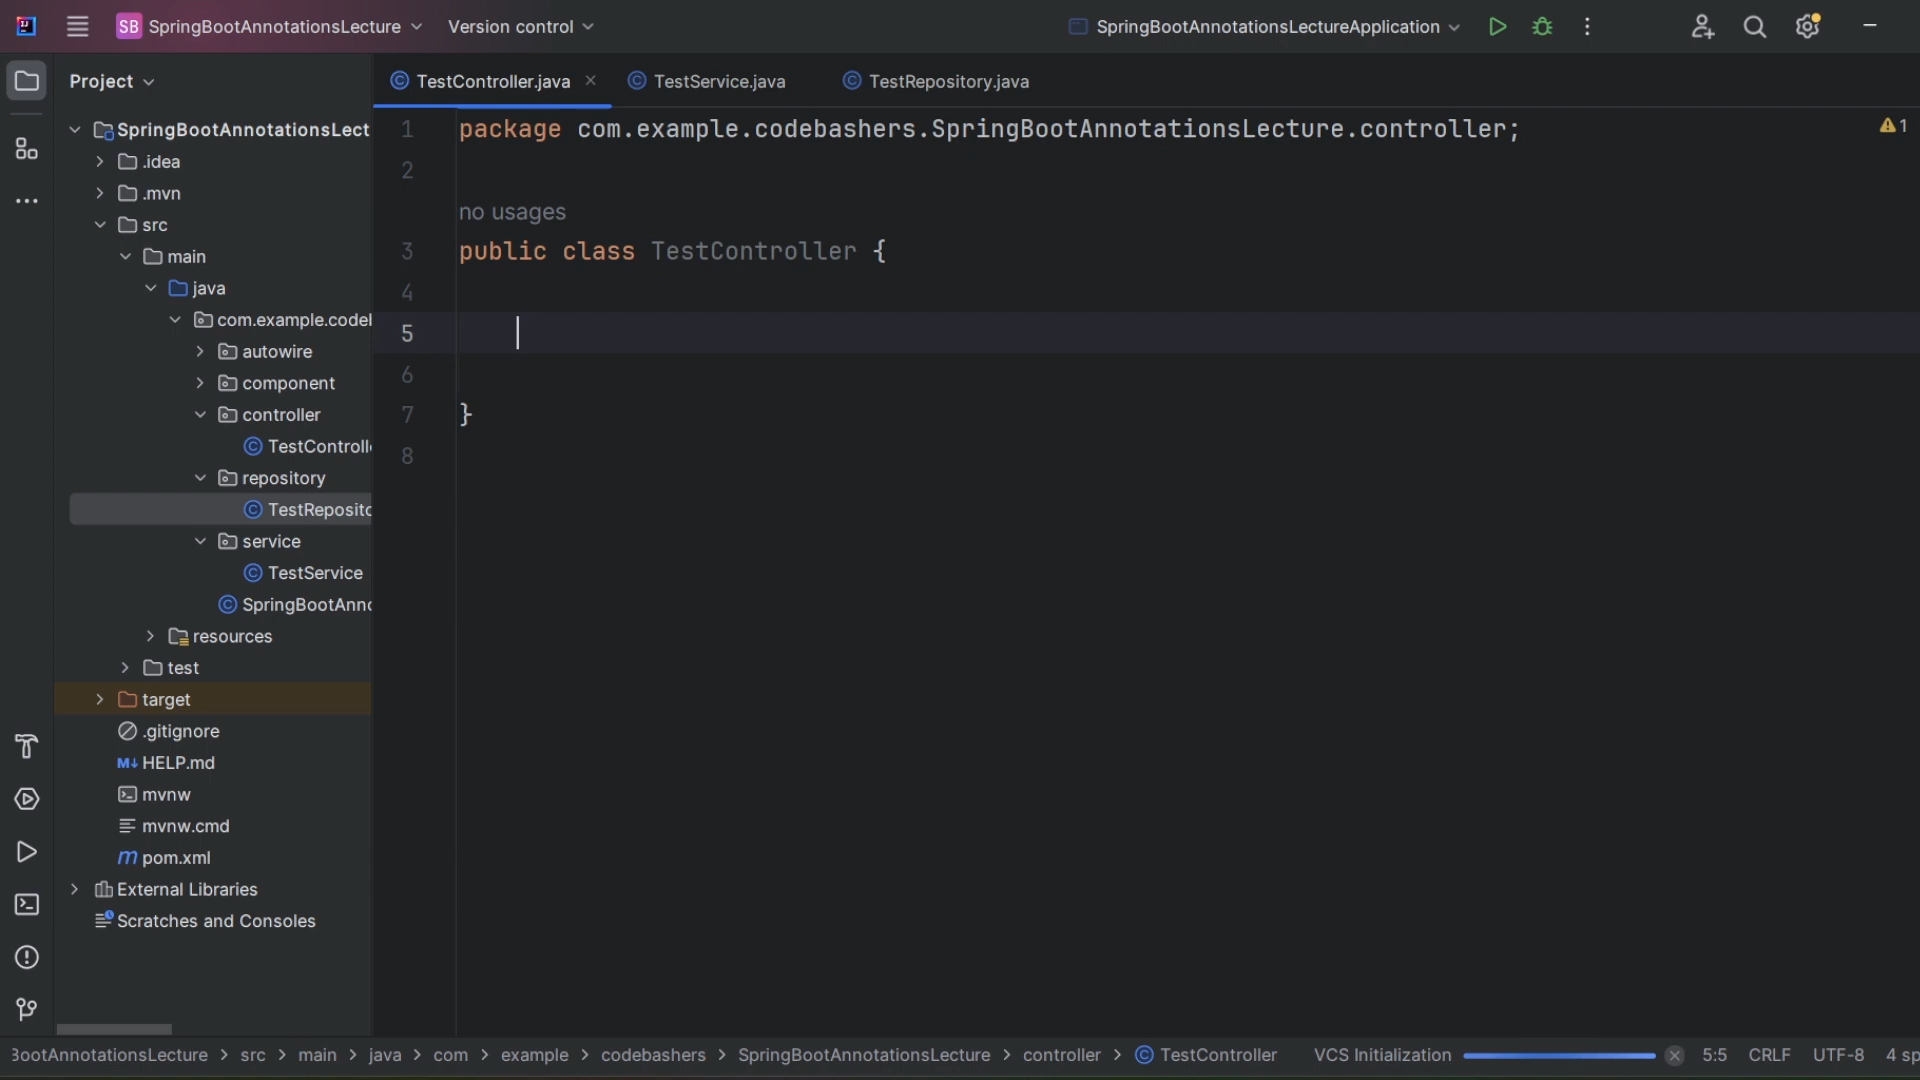 SB SpringBootAnnotationsLecture Version control SpringBootAnnotationsLectureApplication
Project
TestController.java TestService.java TestRepository.java
SpringBootAnnotationsLect
.idea
.mvn
src
main
java
com.example.codel
autowire
component
controller
TestControlle
repository
TestReposito
service
TestService
SpringBootAnno
resources
test
target
.gitignore
M↓ HELP.md
mvnw
mvnw.cmd
m pom.xml
External Libraries
Scratches and Consoles
1 package com.example.codebashers.SpringBootAnnotationsLecture.controller; 1
2
no usages
3 public class TestController {
4
5
6
7 }
8
BootAnnotationsLecture > src > main > java > com > example > codebashers > SpringBootAnnotationsLecture > controller > TestController VCS Initialization 5:5 CRLF UTF-8 4 sp